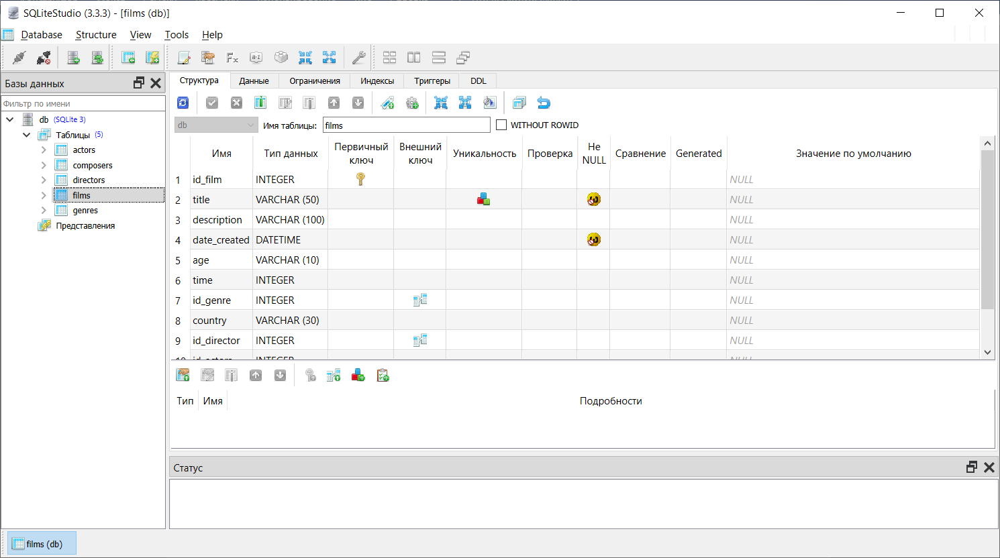 SQLiteStudio (3.3.3) - [films (db)]
Database Structure View Tools Help
Базы данных
Фильтр по имени
db (SQLite 3)
Таблицы (5)
actors
composers
directors
films
genres
Представления
Структура Данные Ограничения Индексы Триггеры DDL
db Имя таблицы: films WITHOUT ROWID
Имя Тип данных Первичный ключ Внешний ключ Уникальность Проверка Не NULL Сравнение Generated Значение по умолчанию
1 id_film INTEGER NULL
2 title VARCHAR (50) NULL
3 description VARCHAR (100) NULL
4 date_created DATETIME NULL
5 age VARCHAR (10) NULL
6 time INTEGER NULL
7 id_genre INTEGER NULL
8 country VARCHAR (30) NULL
9 id_director INTEGER NULL
10 INTEGER NULL
Тип Имя Подробности
Статус
films (db)